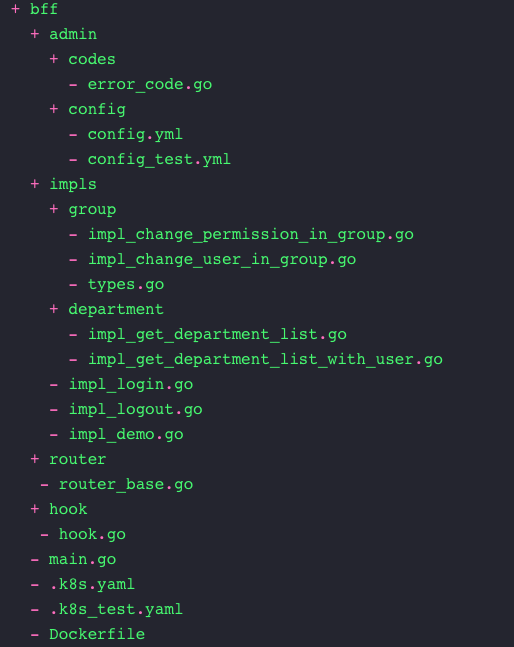 + bff
  + admin
    + codes
      - error_code.go
    + config
      - config.yml
      - config_test.yml
  + impls
    + group
      - impl_change_permission_in_group.go
      - impl_change_user_in_group.go
      - types.go
    + department
      - impl_get_department_list.go
      - impl_get_department_list_with_user.go
    - impl_login.go
    - impl_logout.go
    - impl_demo.go
  + router
   - router_base.go
  + hook
   - hook.go
  - main.go
  - .k8s.yaml
  - .k8s_test.yaml
  - Dockerfile